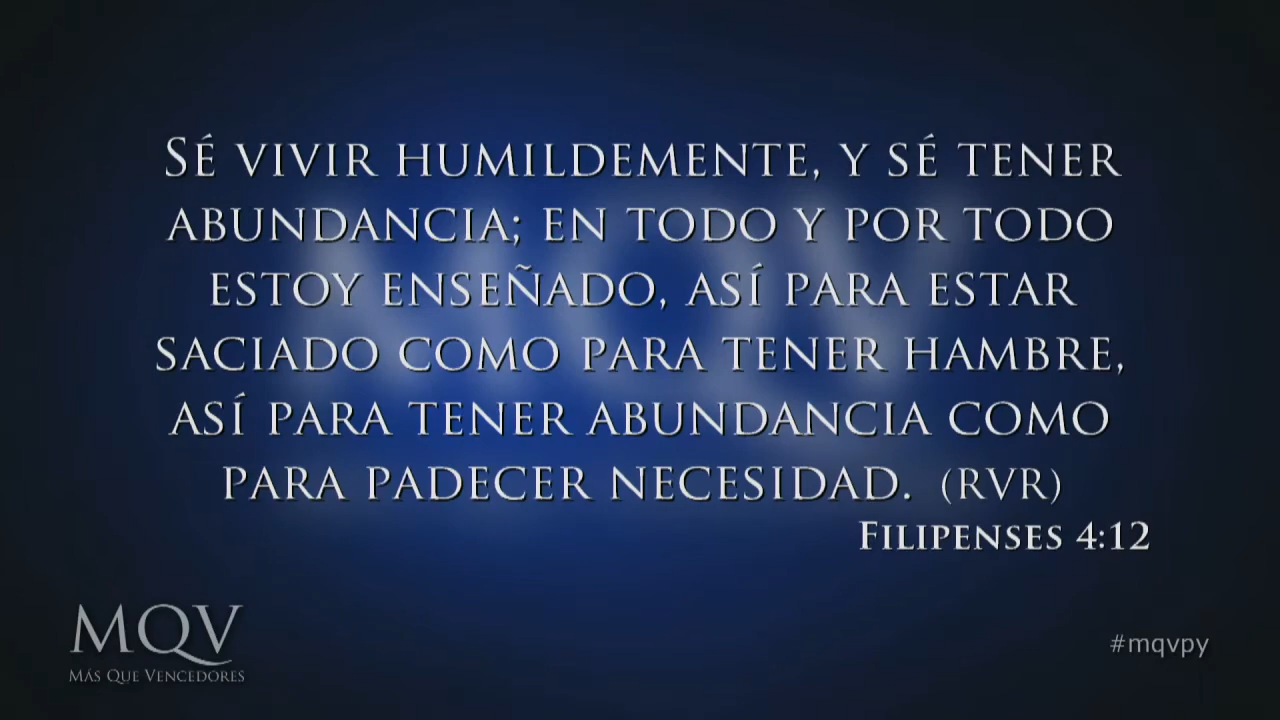 Sé vivir humildemente, y sé tener
abundancia; en todo y por todo
estoy enseñado, así para estar
saciado como para tener hambre,
así para tener abundancia como
para padecer necesidad. (RVR)
Filipenses 4:12
MQV
Más Que Vencedores
#mqvpy